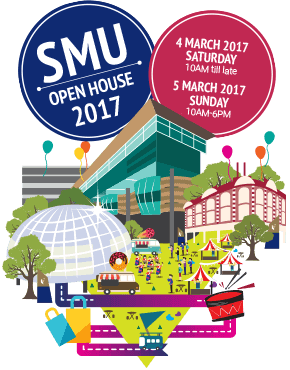 SMU
OPEN HOUSE
2017
4 MARCH 2017
SATURDAY
10AM till late
5 MARCH 2017
SUNDAY
10AM-6PM